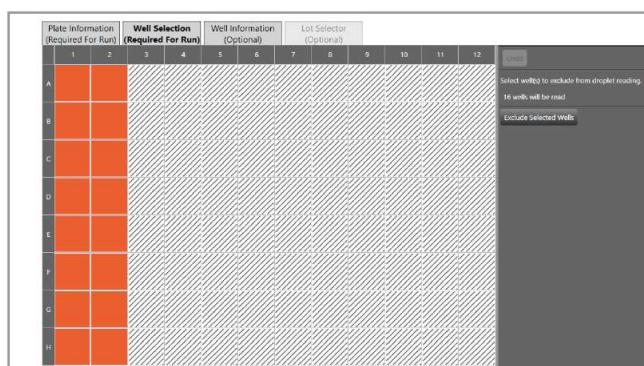 Plate Information
(Required For Run)
Well Selection
(Required For Run)
Well Information
(Optional)
Lot Selector
(Optional)
1 2 3 4 5 6 7 8 9 10 11 12
A
B
C
D
E
F
G
H
Undo
Select well(s) to exclude from droplet reading.
16 wells will be read
Exclude Selected Wells